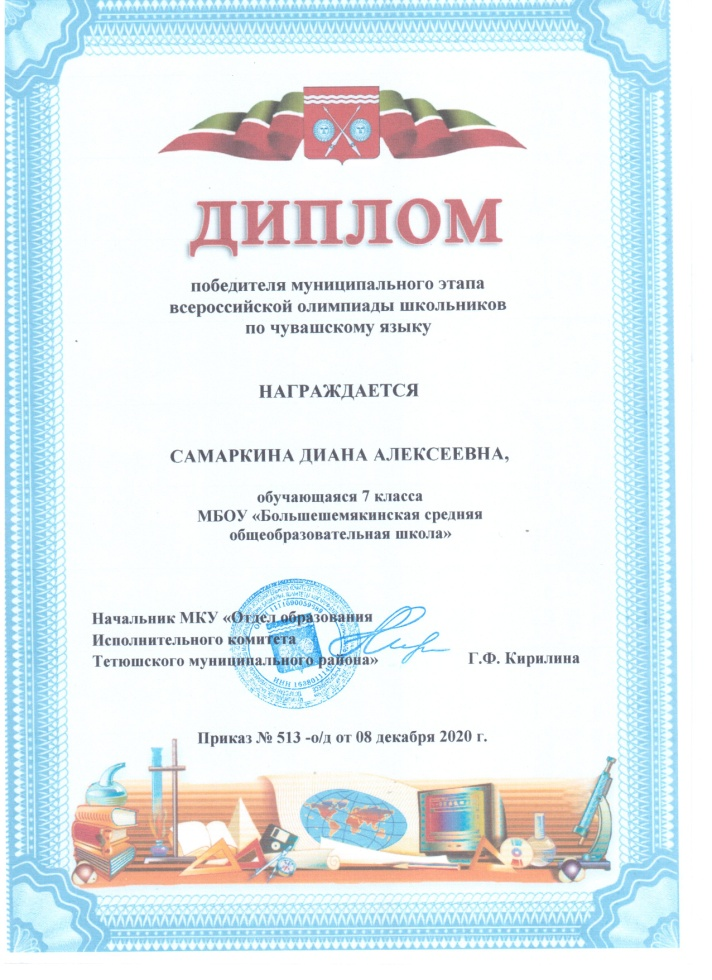 ДИПЛОМ
победителя муниципального этапа
всероссийской олимпиады школьников
по чувашскому языку
НАГРАЖДАЕТСЯ
САМАРКИНА ДИАНА АЛЕКСЕЕВНА,
обучающаяся 7 класса
МБОУ «Большешемякинская средняя
общеобразовательная школа»
Начальник МКУ «Отдел образования
Исполнительного комитета
Тетюшского муниципального района»
Г.Ф. Кирилина
Приказ № 513 -о/д от 08 декабря 2020 г.